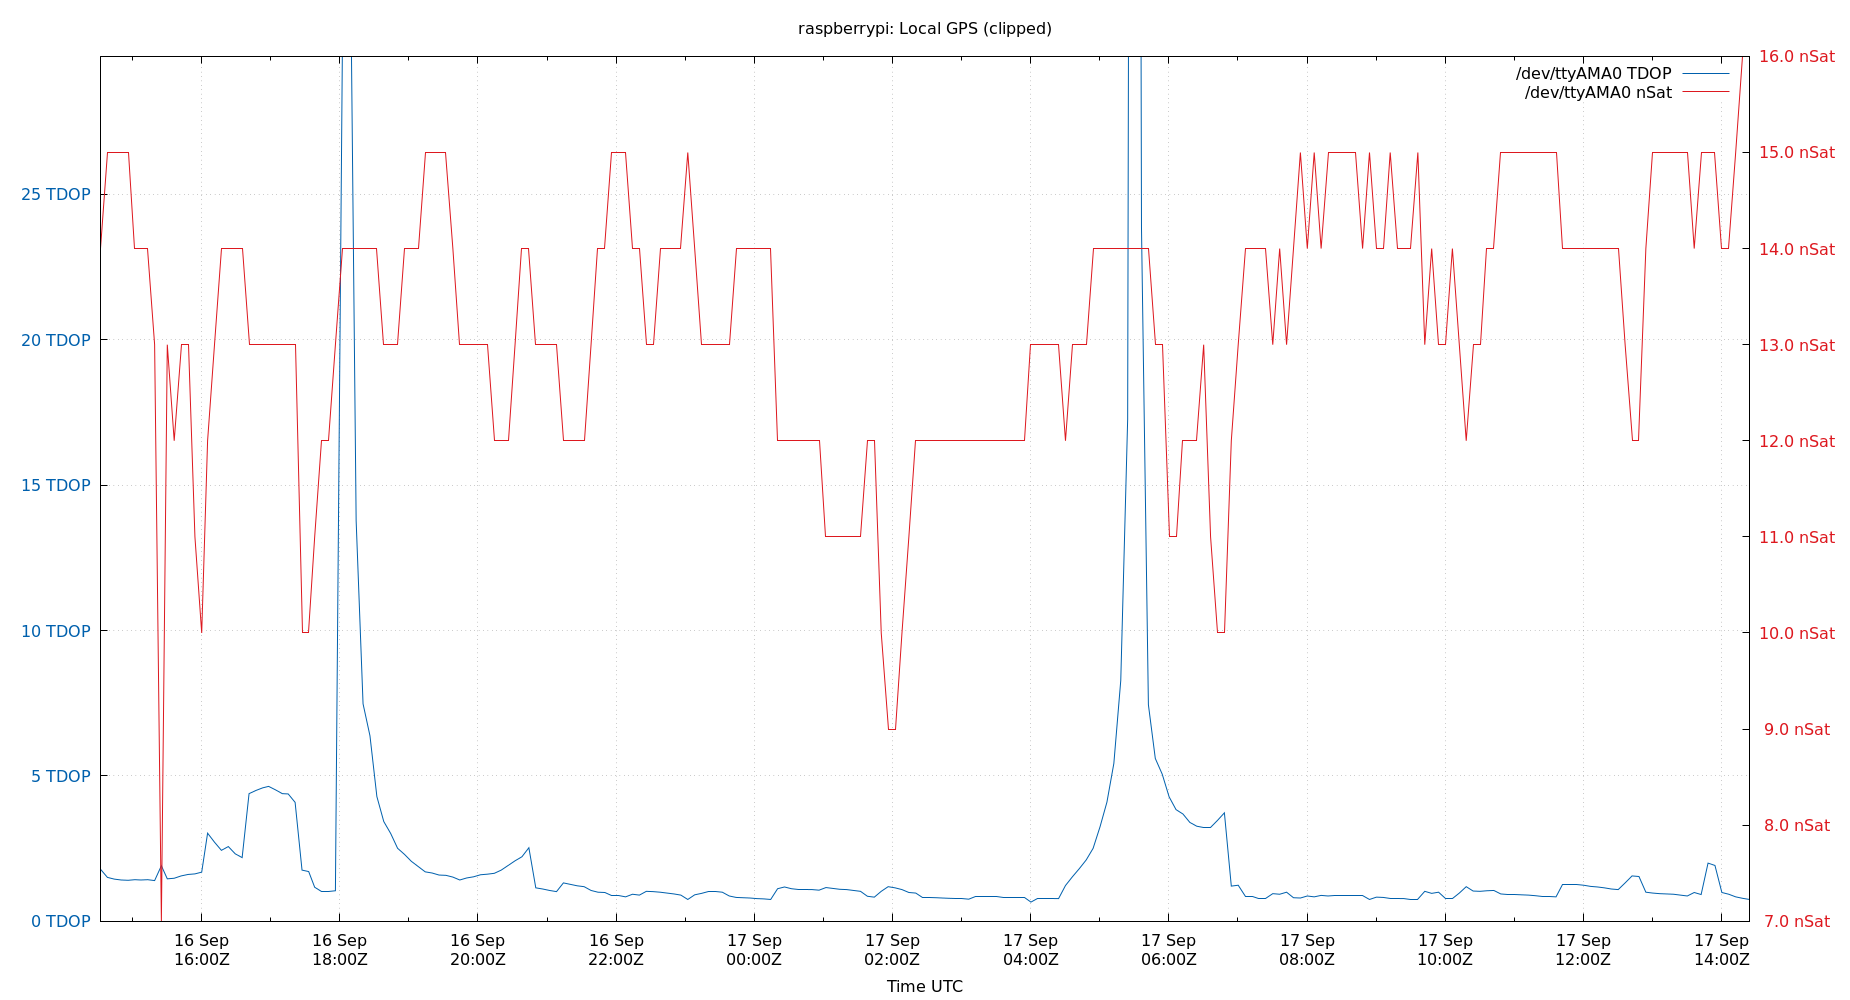 raspberrypi: Local GPS (clipped)
/dev/ttyAMA0 TDOP
/dev/ttyAMA0 nSat
25 TDOP
20 TDOP
15 TDOP
10 TDOP
5 TDOP
0 TDOP
16.0 nSat
15.0 nSat
14.0 nSat
13.0 nSat
12.0 nSat
11.0 nSat
10.0 nSat
9.0 nSat
8.0 nSat
7.0 nSat
16 Sep
16:00Z
16 Sep
18:00Z
16 Sep
20:00Z
16 Sep
22:00Z
17 Sep
00:00Z
17 Sep
02:00Z
17 Sep
04:00Z
17 Sep
06:00Z
17 Sep
08:00Z
17 Sep
10:00Z
17 Sep
12:00Z
17 Sep
14:00Z
Time UTC